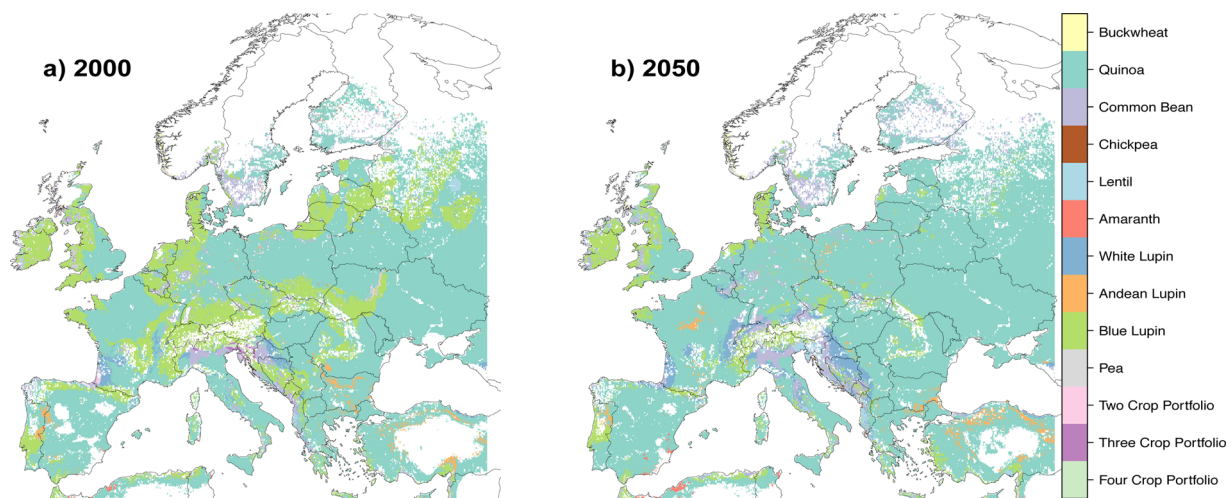 a) 2000
b) 2050
Buckwheat
Quinoa
Common Bean
Chickpea
Lentil
Amaranth
White Lupin
Andean Lupin
Blue Lupin
Pea
Two Crop Portfolio
Three Crop Portfolio
Four Crop Portfolio